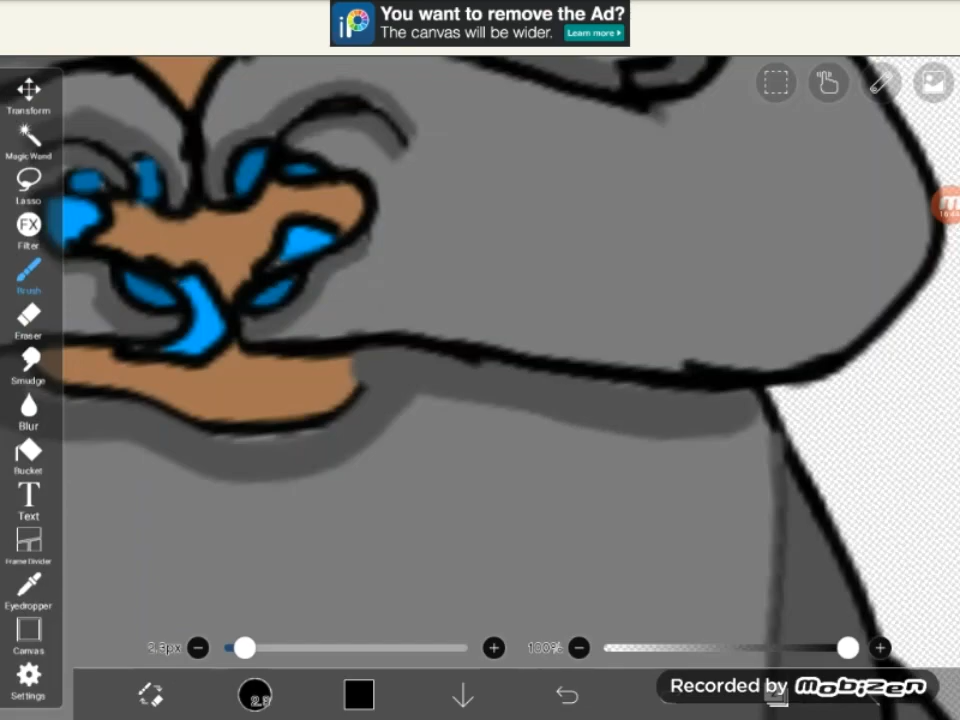 iP
You want to remove the Ad?
The canvas will be wider. Learn more
Transform
Magic Wand
Lasso
FX
Filter
Brush
Eraser
Smudge
Blur
Bucket
T
Text
Frame Divider
Eyedropper
Canvas
Settings
100%
Recorded by mobizen